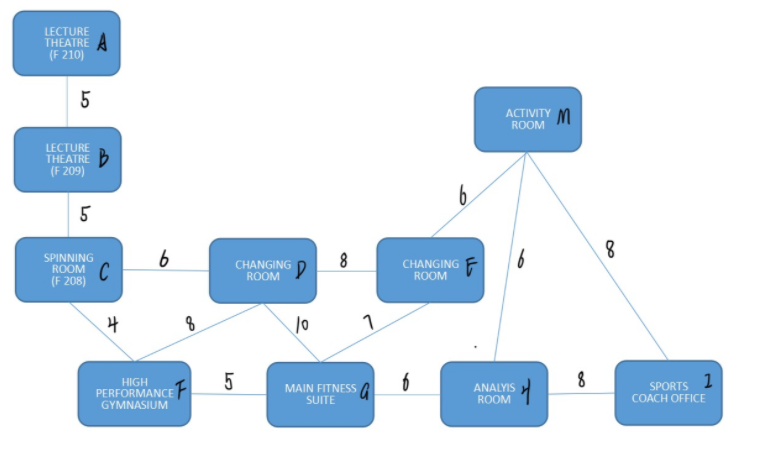 LECTURE
THEATRE
(F 210)
A
5
LECTURE
THEATRE
(F 209)
B
5
ACTIVITY
ROOM
M
6
6
8
SPINNING
ROOM
(F 208)
C
6
CHANGING
ROOM
D
8
CHANGING
ROOM
E
4
8
10
7
HIGH
PERFORMANCE
GYMNASIUM
F
5
MAIN FITNESS
SUITE
G
6
ANALYIS
ROOM
H
8
SPORTS
COACH OFFICE
I